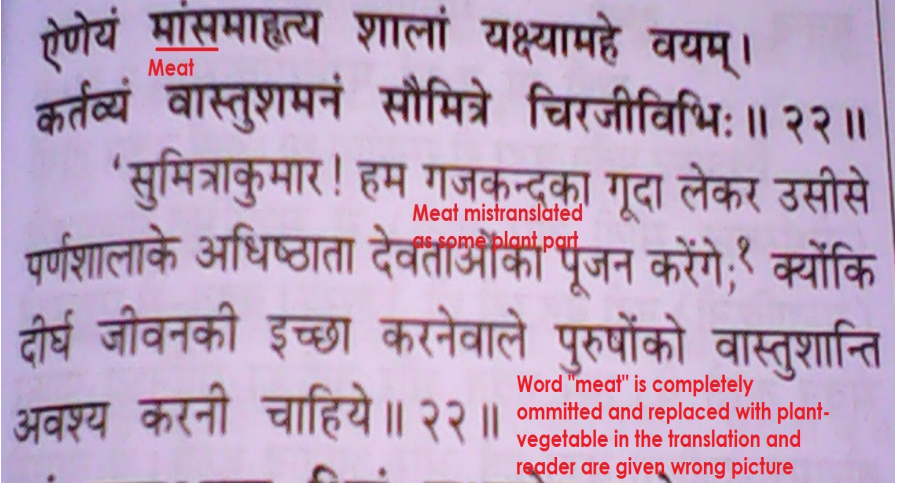 ऐणेयं मांसमाहृत्य शालां यक्ष्यामहे वयम्।
Meat
कर्तव्यं वास्तुशमनं सौमित्रे चिरजीविभिः॥२२॥
'सुमित्राकुमार! हम गजकन्दका गूदा लेकर उसीसे
Meat mistranslated
as some plant part
पर्णशालाके अधिष्ठाता देवताओंका पूजन करेंगे;१ क्योंकि
दीर्घ जीवनकी इच्छा करनेवाले पुरुषोंको वास्तुशान्ति
अवश्य करनी चाहिये॥२२॥
Word "meat" is completely
ommitted and replaced with plant-
vegetable in the translation and
reader are given wrong picture